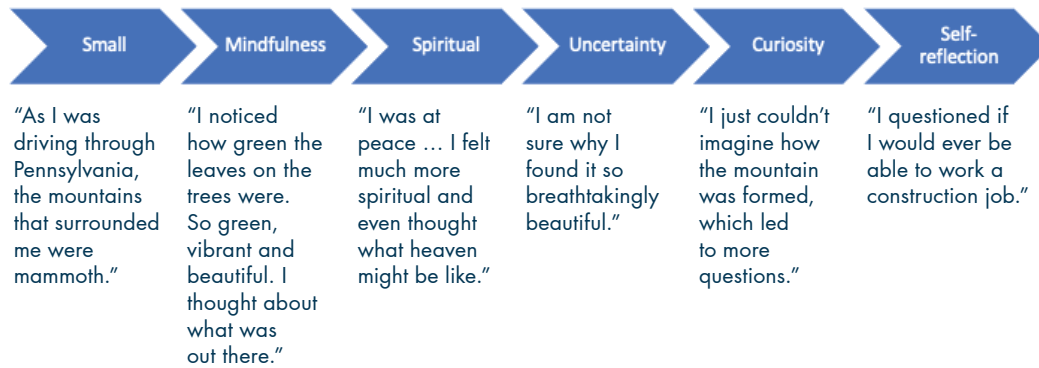 Small
Mindfulness
Spiritual
Uncertainty
Curiosity
Self-
reflection
“As I was
driving through
Pennsylvania,
the mountains
that surrounded
me were
mammoth.”
“I noticed
how green the
leaves on the
trees were.
So green,
vibrant and
beautiful. I
thought about
what was
out there.”
“I was at
peace … I felt
much more
spiritual and
even thought
what heaven
might be like.”
“I am not
sure why I
found it so
breathtakingly
beautiful.”
“I just couldn’t
imagine how
the mountain
was formed,
which led
to more
questions.”
“I questioned if
I would ever be
able to work a
construction job.”